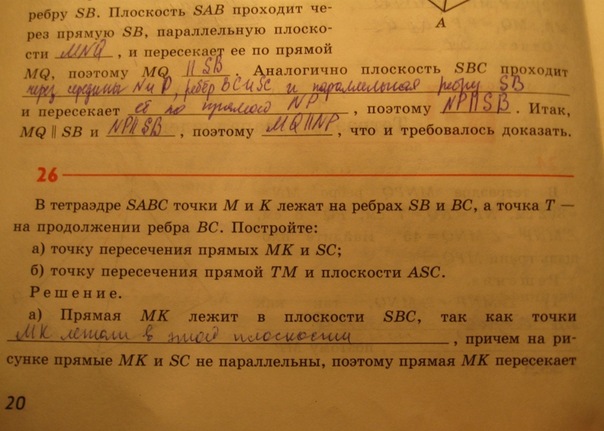 ребру SB. Плоскость SAB проходит че-
рез прямую SB, параллельную плоско-
сти MNQ, и пересекает ее по прямой
MQ, поэтому MQ || SB. Аналогично плоскость SBC проходит
через середины N и P, ребер BC и SC и параллельная ребру SB
и пересекает её по прямой NP, поэтому NP || SB. Итак,
MQ || SB и NP || SB, поэтому MQ || NP, что и требовалось доказать.
A
26
В тетраэдре SABC точки M и K лежат на ребрах SB и BC, а точка T —
на продолжении ребра BC. Постройте:
а) точку пересечения прямых MK и SC;
б) точку пересечения прямой TM и плоскости ASC.
Решение.
а) Прямая MK лежит в плоскости SBC, так как точки
MK лежат в этой плоскости, причем на ри-
сунке прямые MK и SC не параллельны, поэтому прямая MK пересекает
20